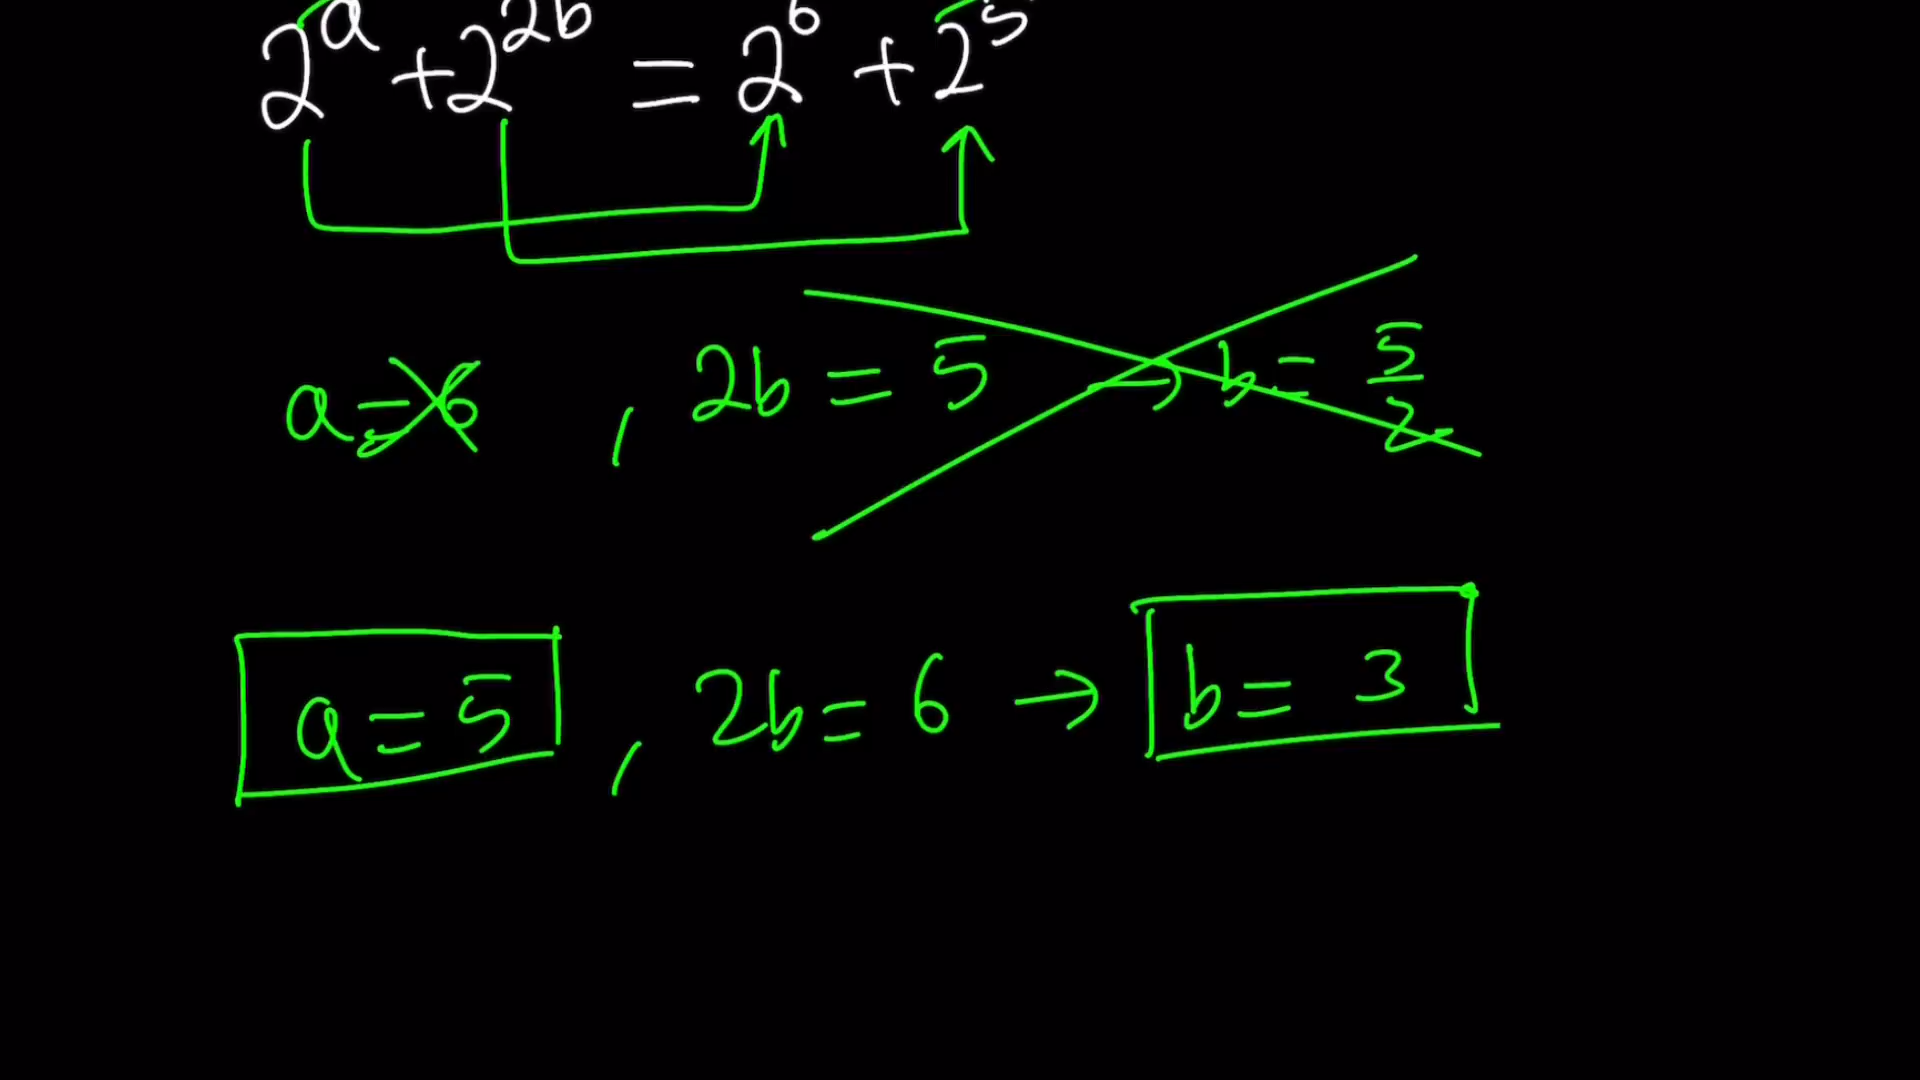 2^a + 2^{2b} = 2^6 + 2^5
a = 6 , 2b = 5 → b = 5/2
a = 5 , 2b = 6 → b = 3